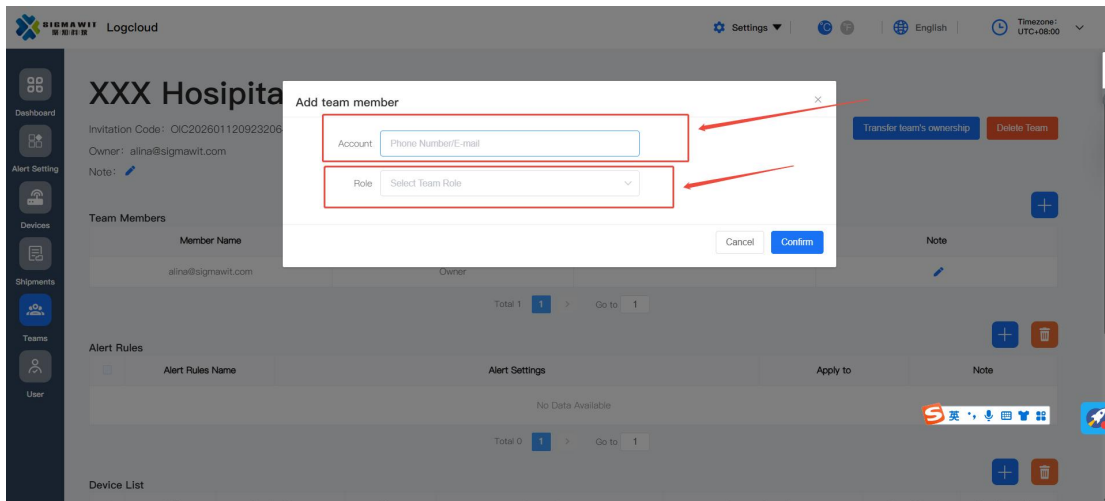 SIGMAWIT Logcloud Settings English Timezone:
UTC+08:00
XXX Hosipita
Add team member
Dashboard
Invitation Code: OIC202601120923206
Account Phone Number/E-mail
Transfer team's ownership Delete Team
Owner: alina@sigmawit.com
Alert Setting
Note:
Role Select Team Role
Team Members
Devices
Cancel Confirm
Member Name Note
alina@sigmawit.com Owner
Shipments
Total 1 1 > Go to 1
Teams
Alert Rules
Alert Rules Name Alert Settings Apply to Note
User
No Data Available
英
Total 0 1 > Go to 1
Device List